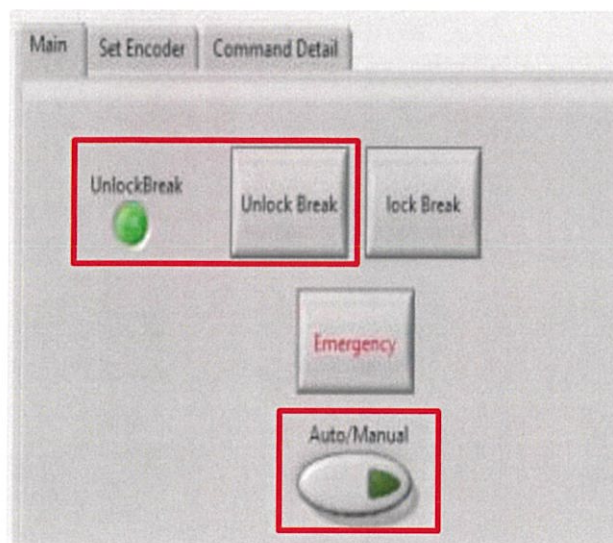 Main
Set Encoder
Command Detail
UnlockBreak
Unlock Break
lock Break
Emergency
Auto/Manual